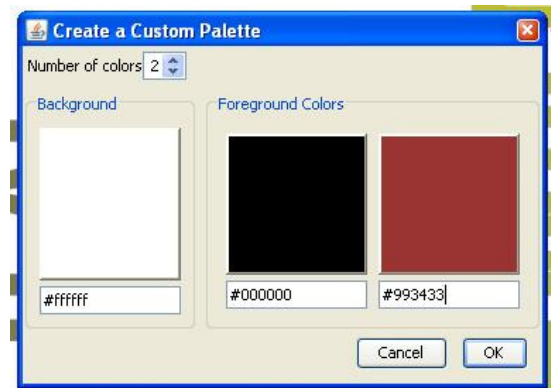 Create a Custom Palette
Number of colors 2
Background
Foreground Colors
#ffffff
#000000
#993433
Cancel
OK